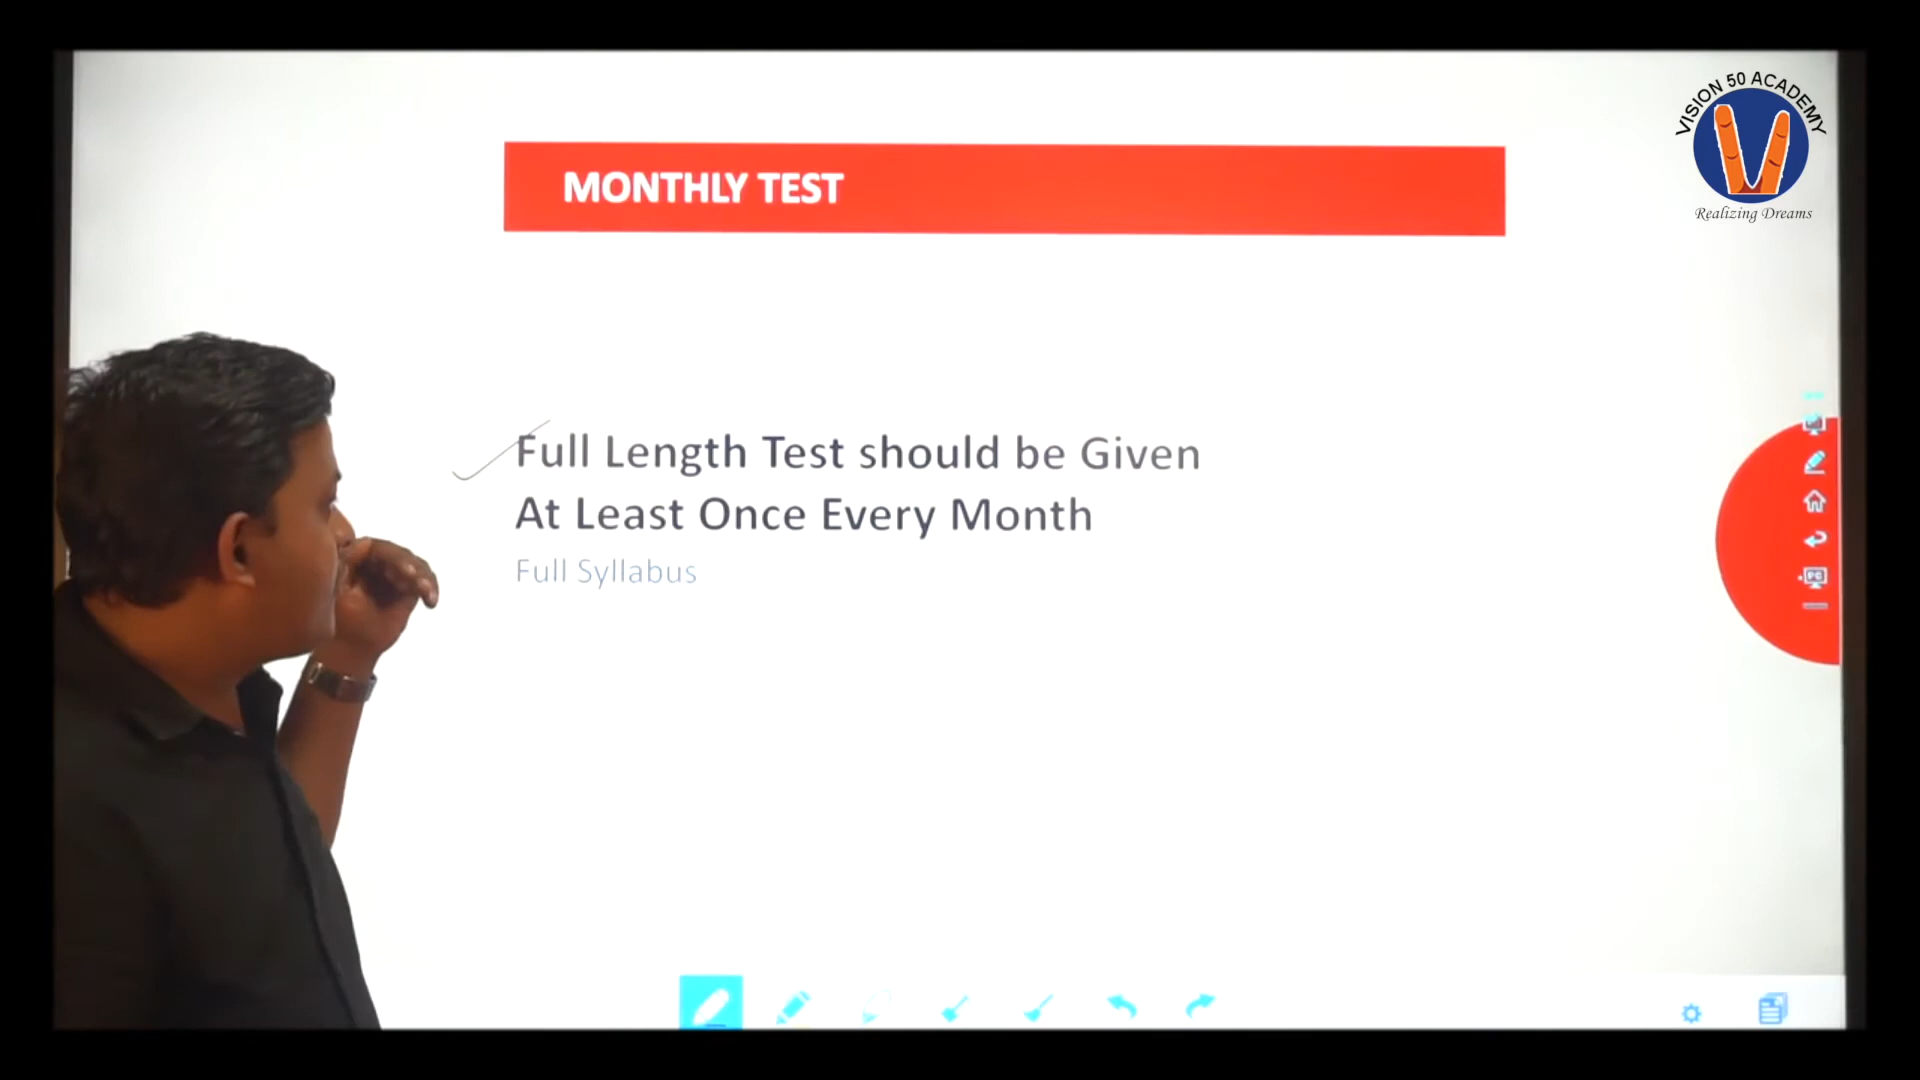 VISION 50 ACADEMY
Realizing Dreams
MONTHLY TEST
Full Length Test should be Given
At Least Once Every Month
Full Syllabus
PC